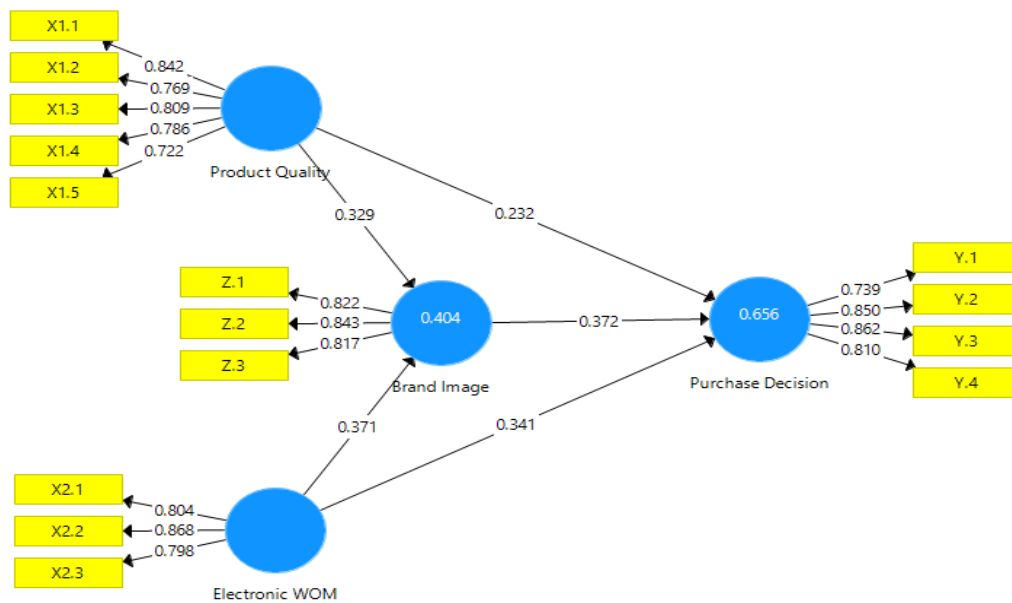 X1.1
X1.2
X1.3
X1.4
X1.5
0.842
0.769
0.809
0.786
0.722
Product Quality
0.329
0.232
Z.1
Z.2
Z.3
0.822
0.843
0.817
0.404
Brand Image
0.372
0.656
Purchase Decision
0.739
0.850
0.862
0.810
Y.1
Y.2
Y.3
Y.4
0.371
0.341
X2.1
X2.2
X2.3
0.804
0.868
0.798
Electronic WOM